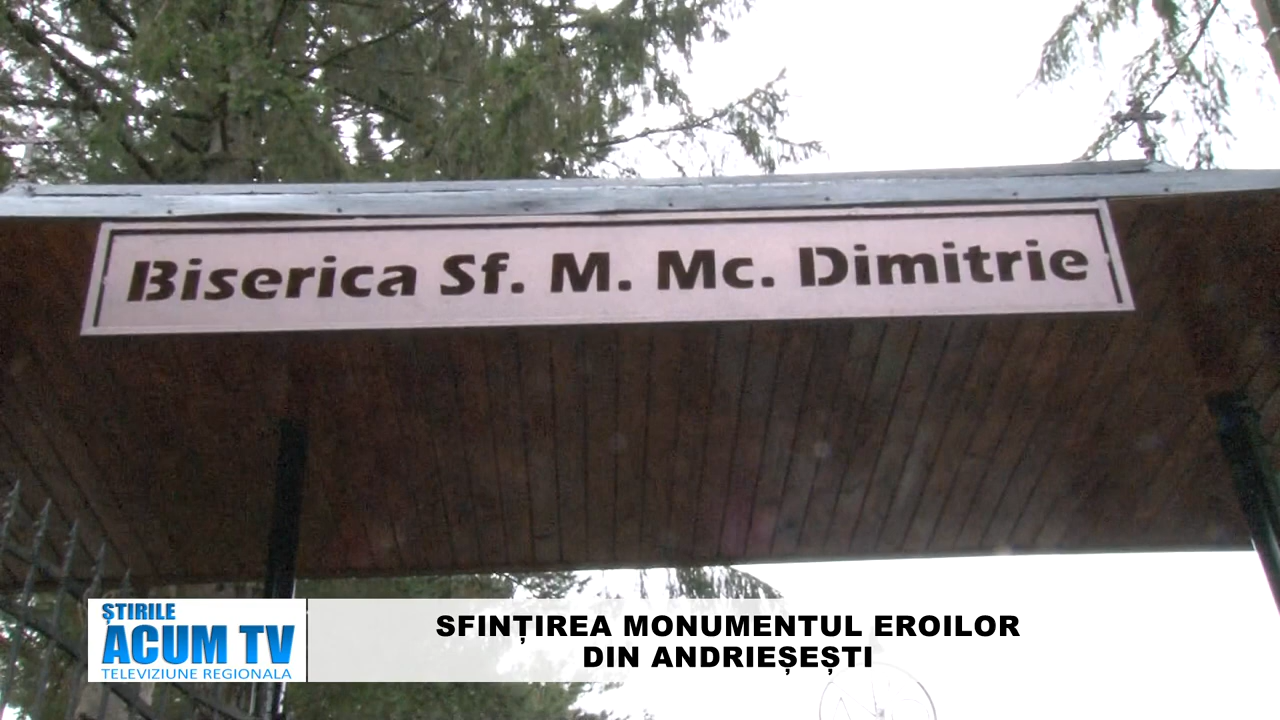 Biserica Sf. M. Mc. Dimitrie
ȘTIRILE
ACUM TV
TELEVIZIUNE REGIONALA
SFINȚIREA MONUMENTUL EROILOR
DIN ANDRIEȘEȘTI